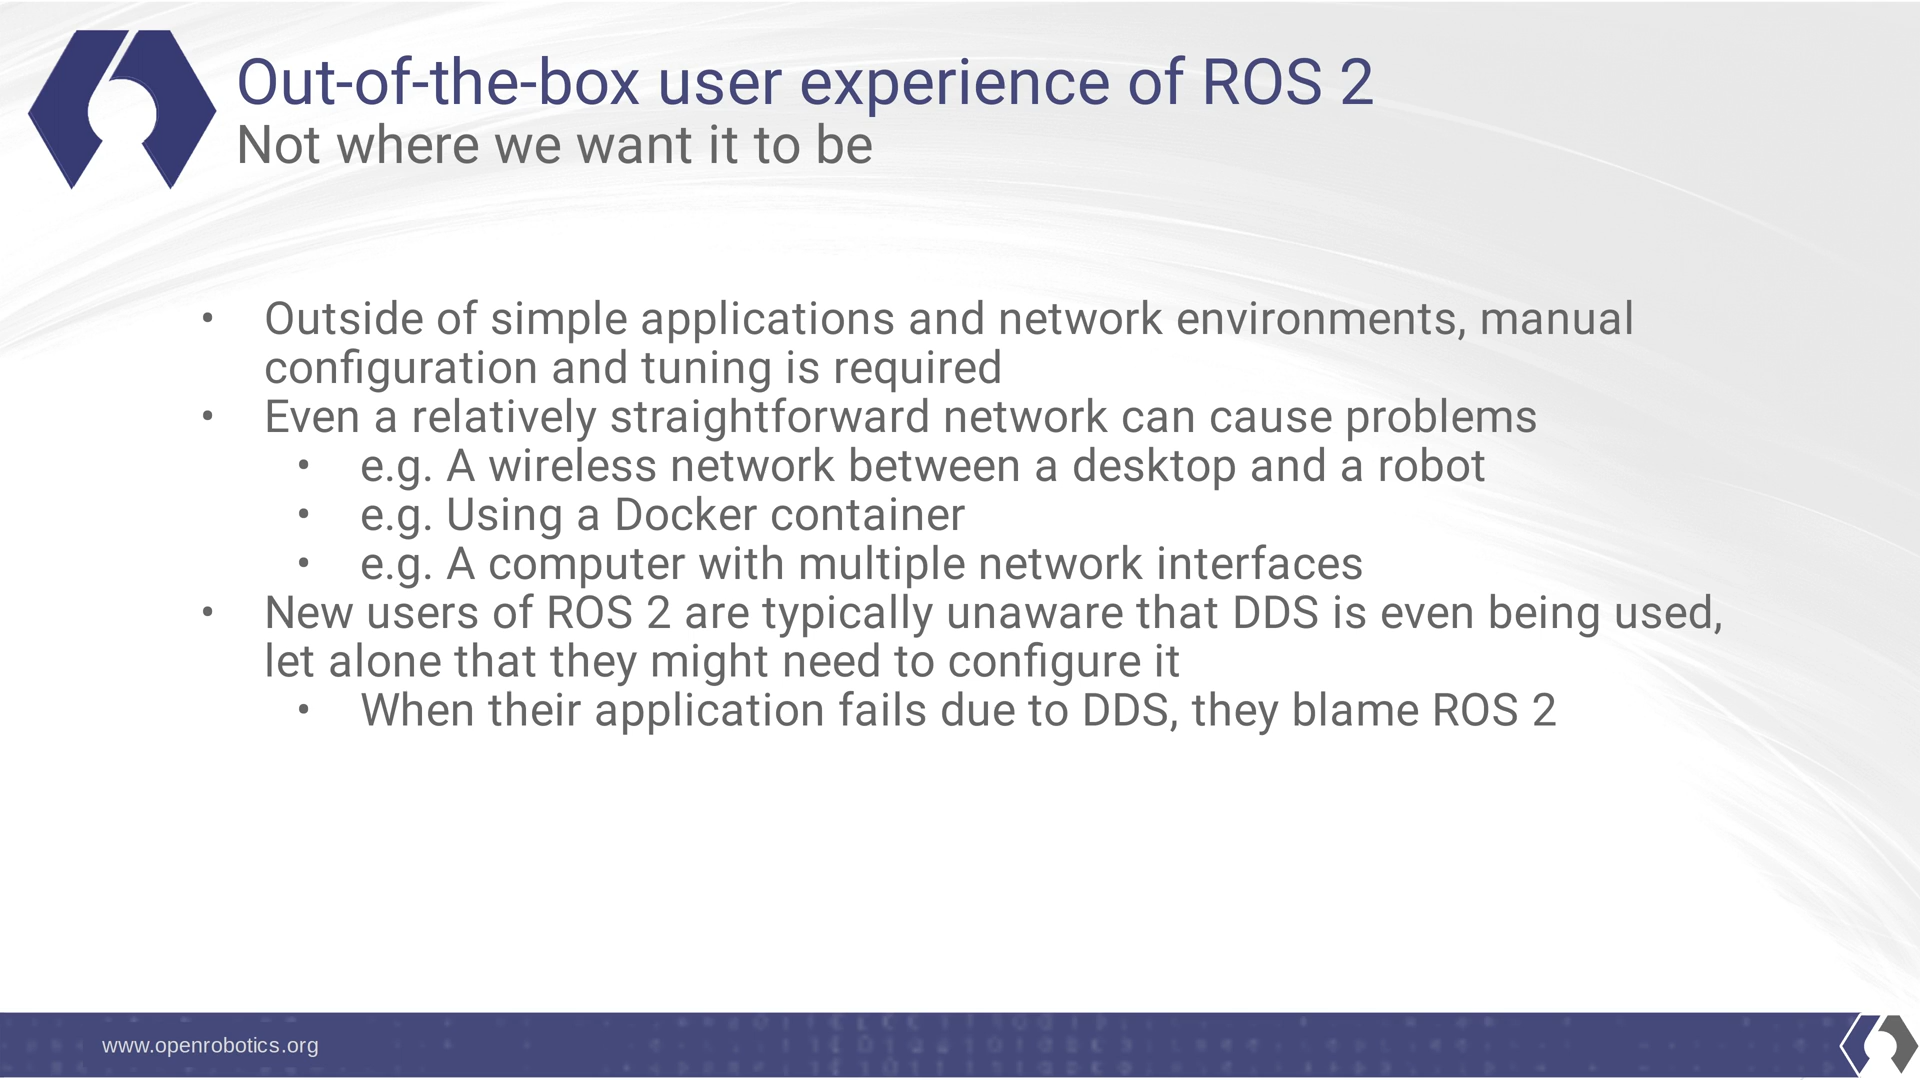 Out-of-the-box user experience of ROS 2
Not where we want it to be
• Outside of simple applications and network environments, manual
configuration and tuning is required
• Even a relatively straightforward network can cause problems
• e.g. A wireless network between a desktop and a robot
• e.g. Using a Docker container
• e.g. A computer with multiple network interfaces
• New users of ROS 2 are typically unaware that DDS is even being used,
let alone that they might need to configure it
• When their application fails due to DDS, they blame ROS 2
www.openrobotics.org